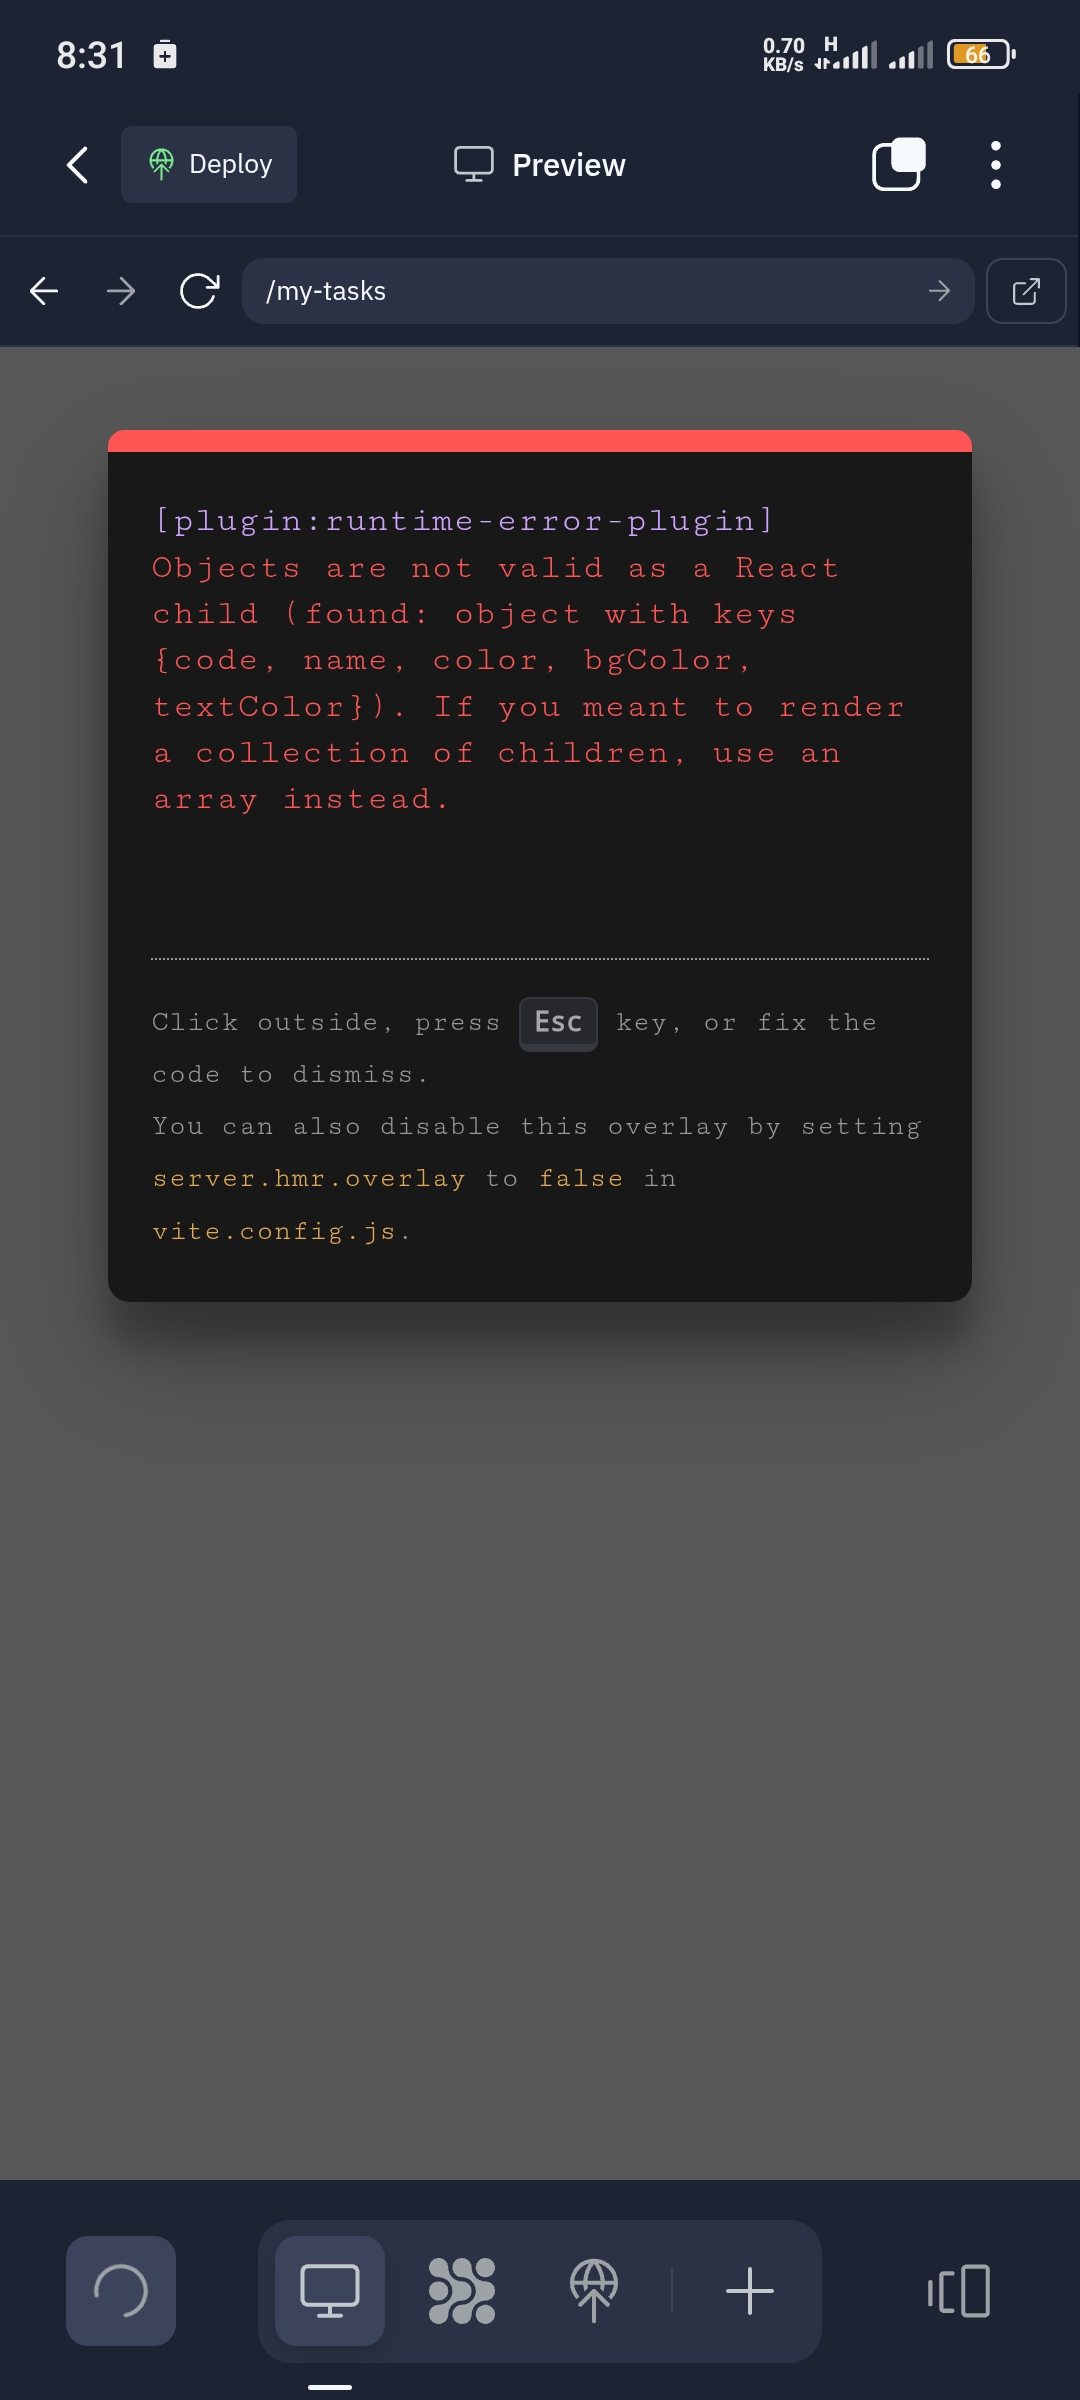 8:31
0.70 KB/s
H
66
Deploy
Preview
/my-tasks
[plugin:runtime-error-plugin]
Objects are not valid as a React
child (found: object with keys
{code, name, color, bgColor,
textColor}). If you meant to render
a collection of children, use an
array instead.
Click outside, press Esc key, or fix the
code to dismiss.
You can also disable this overlay by setting
server.hmr.overlay to false in
vite.config.js.